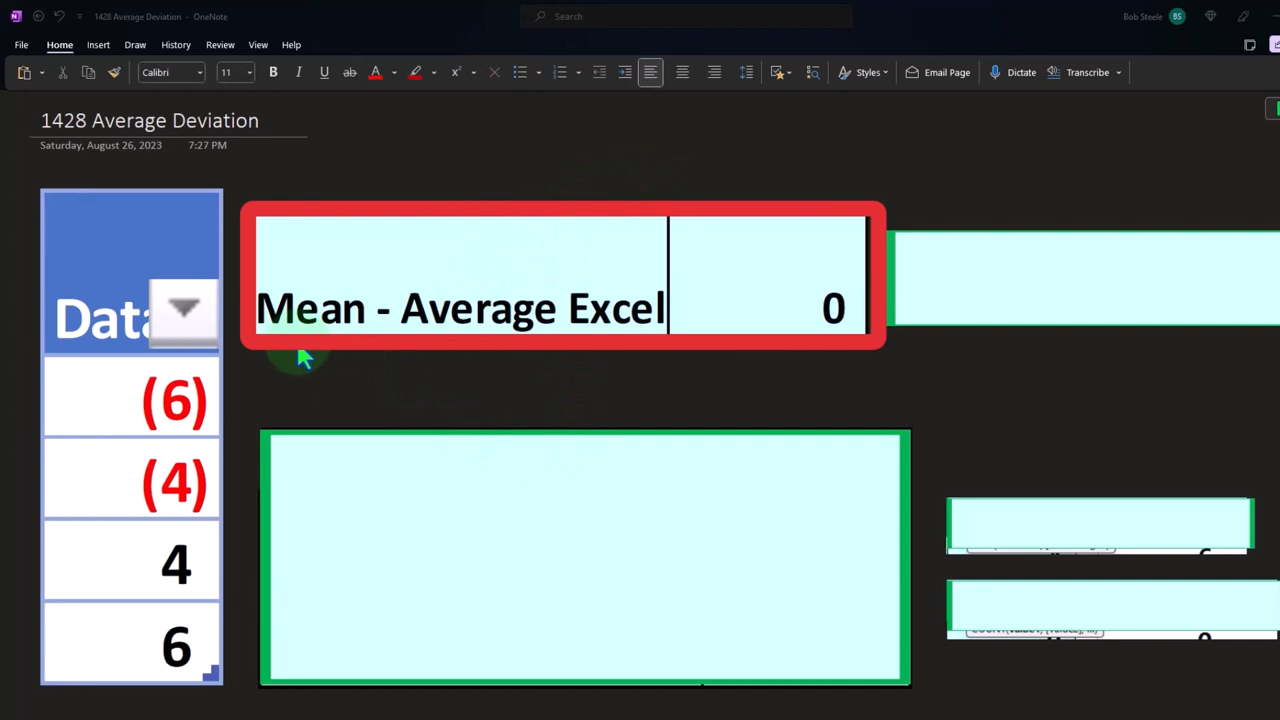 1428 Average Deviation - OneNote
Search
Bob Steele
BS
File
Home
Insert
Draw
History
Review
View
Help
Calibri
11
B
I
U
ab
A
Styles
Email Page
Dictate
Transcribe
1428 Average Deviation
Saturday, August 26, 2023
7:27 PM
Data
Mean - Average Excel
0
(6)
(4)
4
6